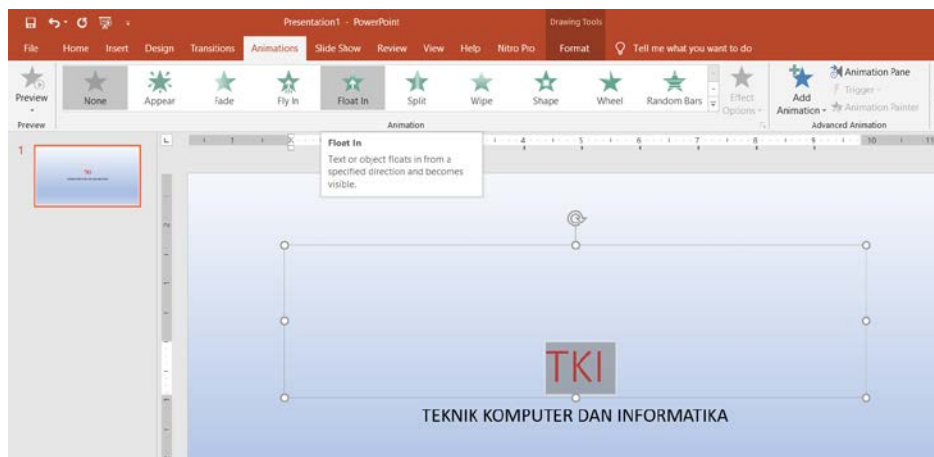 Presentation1 - PowerPoint
Drawing Tools
File Home Insert Design Transitions Animations Slide Show Review View Help Nitro Pro Format Tell me what you want to do
Preview
None Appear Fade Fly In Float In Split Wipe Shape Wheel Random Bars
Effect Options
Add Animation
Animation Pane
Trigger
Animation Painter
Preview Animation Advanced Animation
Float In
Text or object floats in from a
specified direction and becomes
visible.
1
TKI
TEKNIK KOMPUTER DAN INFORMATIKA